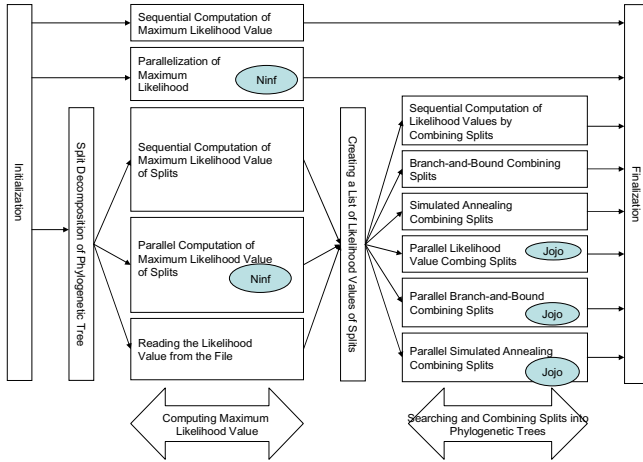 Sequential Computation of
Maximum Likelihood Value
Parallelization of
Maximum
Likelihood
Ninf
Initialization
Split Decomposition of Phylogenetic Tree
Sequential Computation of
Maximum Likelihood Value
of Splits
Parallel Computation of
Maximum Likelihood Value
of Splits
Ninf
Reading the Likelihood
Value from the File
Creating a List of Likelihood Values of Splits
Sequential Computation of
Likelihood Values by
Combining Splits
Branch-and-Bound Combining
Splits
Simulated Annealing
Combining Splits
Parallel Likelihood
Value Combing Splits
Jojo
Parallel Branch-and-Bound
Combining Splits
Jojo
Parallel Simulated Annealing
Combining Splits
Jojo
Finalization
Computing Maximum
Likelihood Value
Searching and Combining Splits into
Phylogenetic Trees